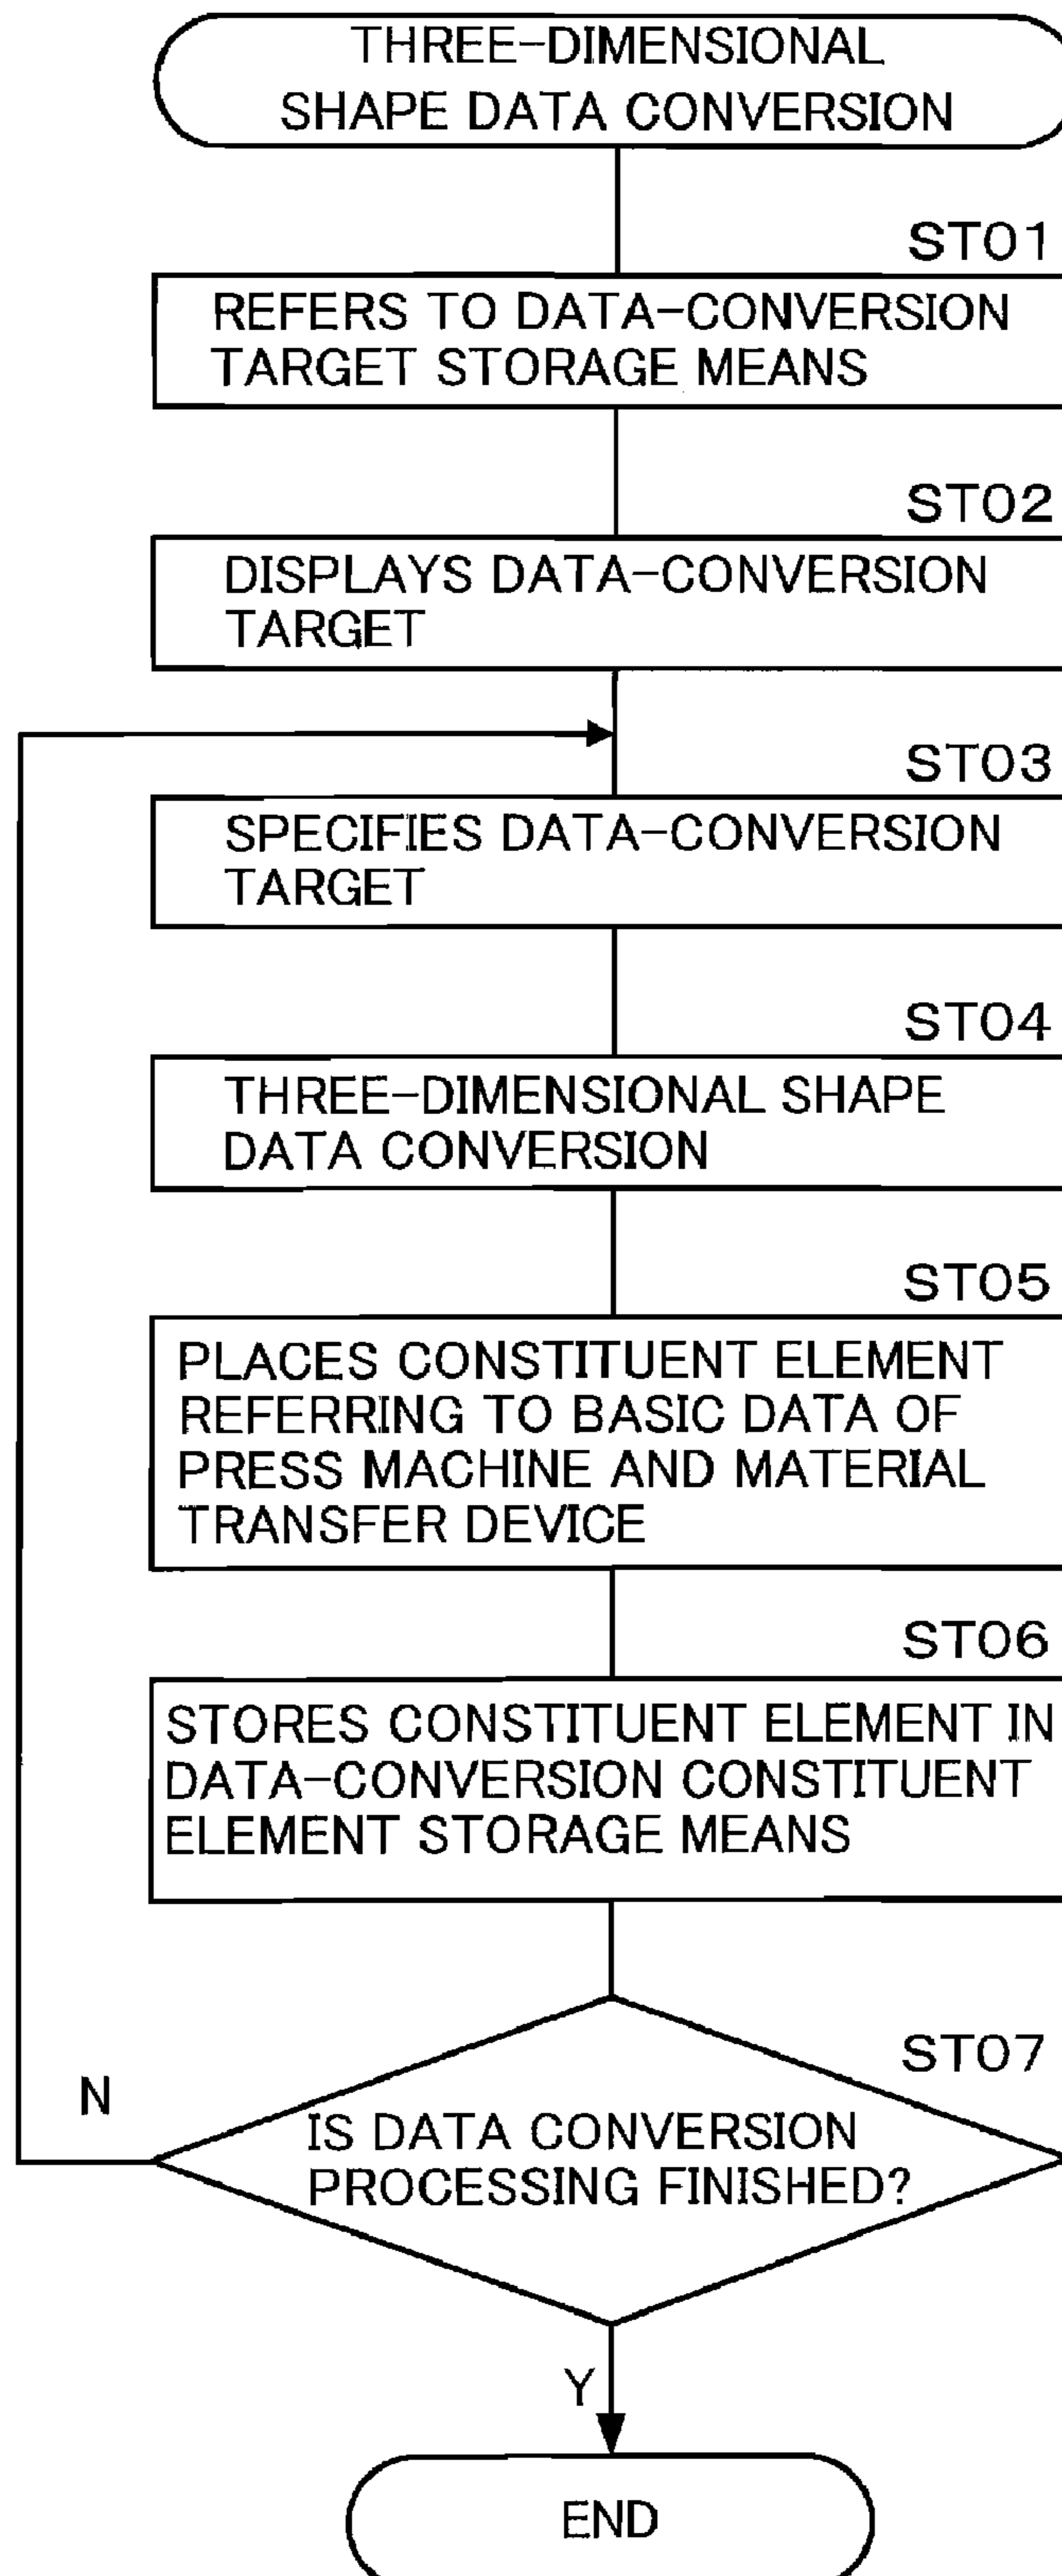 THREE-DIMENSIONAL
SHAPE DATA CONVERSION
ST01
REFERS TO DATA-CONVERSION
TARGET STORAGE MEANS
ST02
DISPLAYS DATA-CONVERSION
TARGET
ST03
SPECIFIES DATA-CONVERSION
TARGET
ST04
THREE-DIMENSIONAL SHAPE
DATA CONVERSION
ST05
PLACES CONSTITUENT ELEMENT
REFERRING TO BASIC DATA OF
PRESS MACHINE AND MATERIAL
TRANSFER DEVICE
ST06
STORES CONSTITUENT ELEMENT IN
DATA-CONVERSION CONSTITUENT
ELEMENT STORAGE MEANS
ST07
N
IS DATA CONVERSION
PROCESSING FINISHED?
Y
END